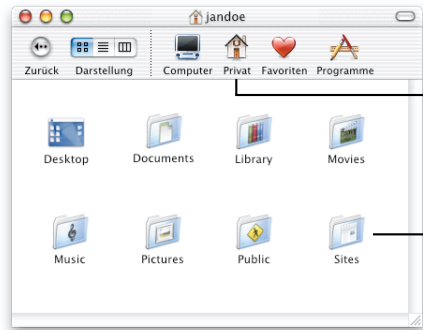 jandoe
Zurück Darstellung Computer Privat Favoriten Programme
Desktop Documents Library Movies
Music Pictures Public Sites